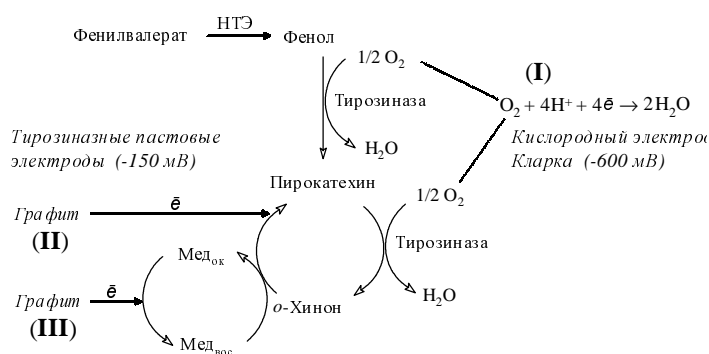 Фенилвалерат НТЭ Фенол
1/2 O₂
(I)
Тирозиназа
O₂ + 4H⁺ + 4ē → 2H₂O
Тирозиназные пастовые
электроды (-150 мВ)
H₂O
Кислородный электрод
Кларка (-600 мВ)
Пирокатехин
1/2 O₂
Графит ē
(II)
Тирозиназа
Медок
Графит ē
(III)
о-Хинон
H₂O
Медвос